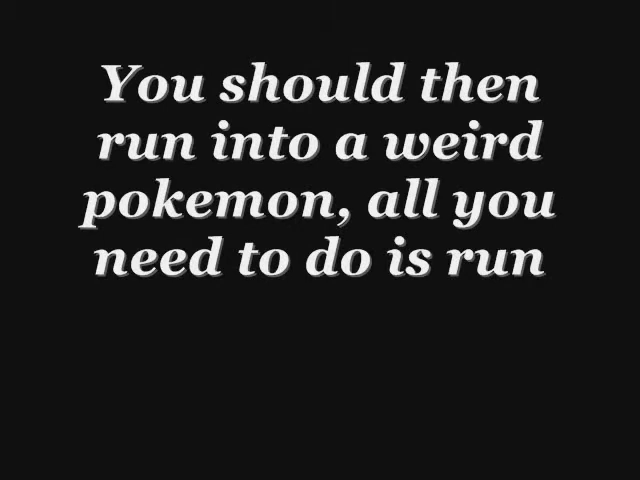 You should then
run into a weird
pokemon, all you
need to do is run